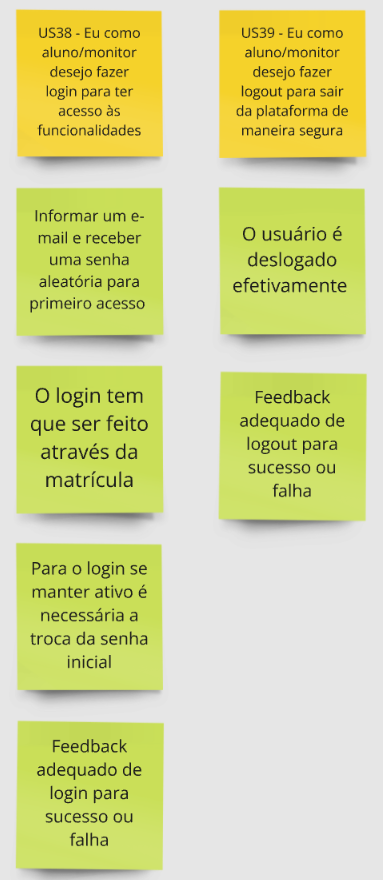 US38 - Eu como
aluno/monitor
desejo fazer
login para ter
acesso às
funcionalidades
Informar um e-
mail e receber
uma senha
aleatória para
primeiro acesso
O login tem
que ser feito
através da
matrícula
Para o login se
manter ativo é
necessária a
troca da senha
inicial
Feedback
adequado de
login para
sucesso ou
falha
US39 - Eu como
aluno/monitor
desejo fazer
logout para sair
da plataforma de
maneira segura
O usuário é
deslogado
efetivamente
Feedback
adequado de
logout para
sucesso ou
falha